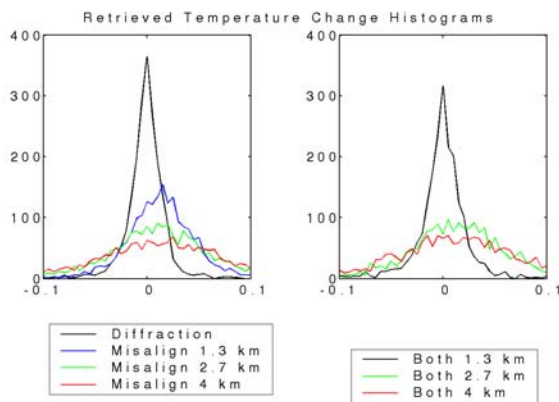 Retrieved Temperature Change Histograms
400
300
200
100
0
-0.1
0
0.1
400
300
200
100
0
-0.1
0
0.1
Diffraction
Misalign 1.3 km
Misalign 2.7 km
Misalign 4 km
Both 1.3 km
Both 2.7 km
Both 4 km